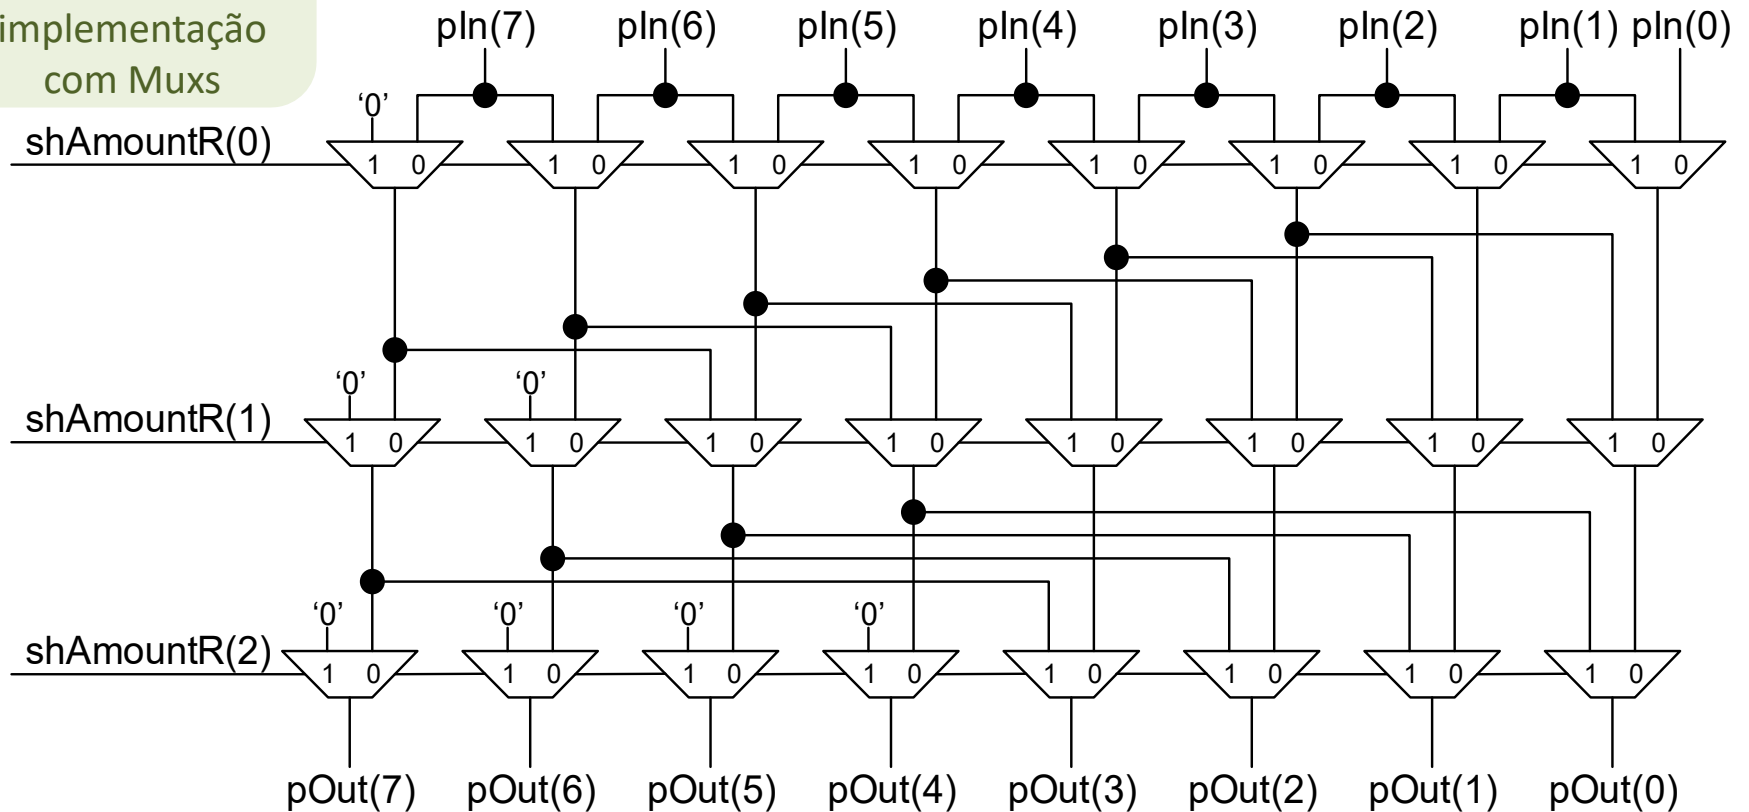 implementação
com Muxs
pIn(7) pIn(6) pIn(5) pIn(4) pIn(3) pIn(2) pIn(1) pIn(0)
‘0’
shAmountR(0)
1 0 1 0 1 0 1 0 1 0 1 0 1 0 1 0
‘0’ ‘0’
shAmountR(1)
1 0 1 0 1 0 1 0 1 0 1 0 1 0 1 0
‘0’ ‘0’ ‘0’ ‘0’
shAmountR(2)
1 0 1 0 1 0 1 0 1 0 1 0 1 0 1 0
pOut(7) pOut(6) pOut(5) pOut(4) pOut(3) pOut(2) pOut(1) pOut(0)